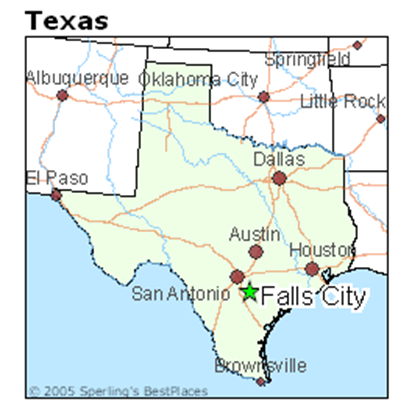 Texas
Springfield
Albuquerque
Oklahoma City
Little Rock
Dallas
El Paso
Austin
Houston
San Antonio
Falls City
Brownsville
© 2005 Sperling's BestPlaces